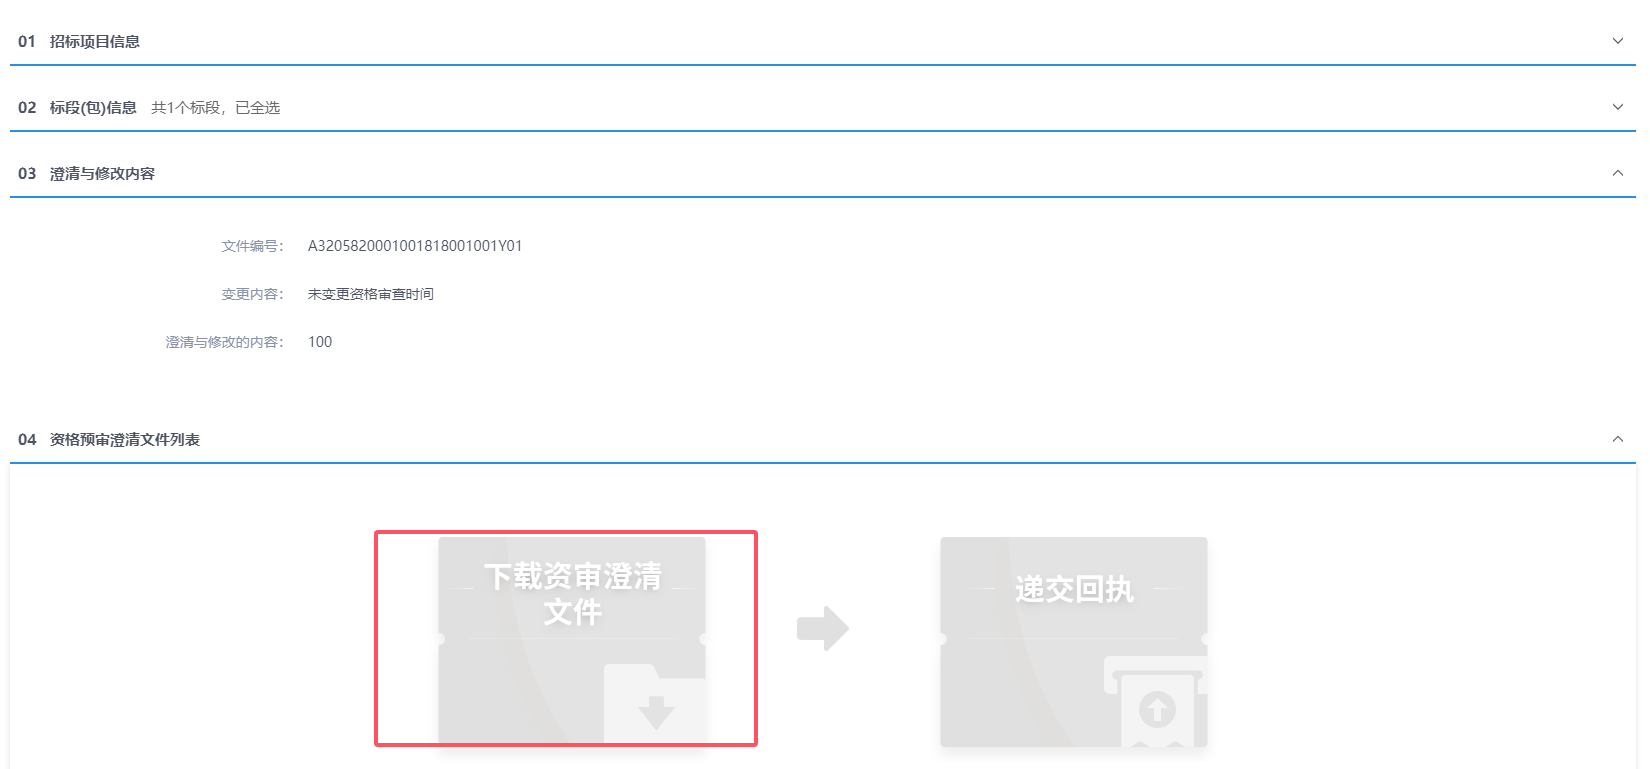 01 招标项目信息
02 标段(包)信息 共1个标段，已全选
03 澄清与修改内容
文件编号： A3205820001001818001001Y01
变更内容： 未变更资格审查时间
澄清与修改的内容： 100
04 资格预审澄清文件列表
下载资审澄清
文件
递交回执